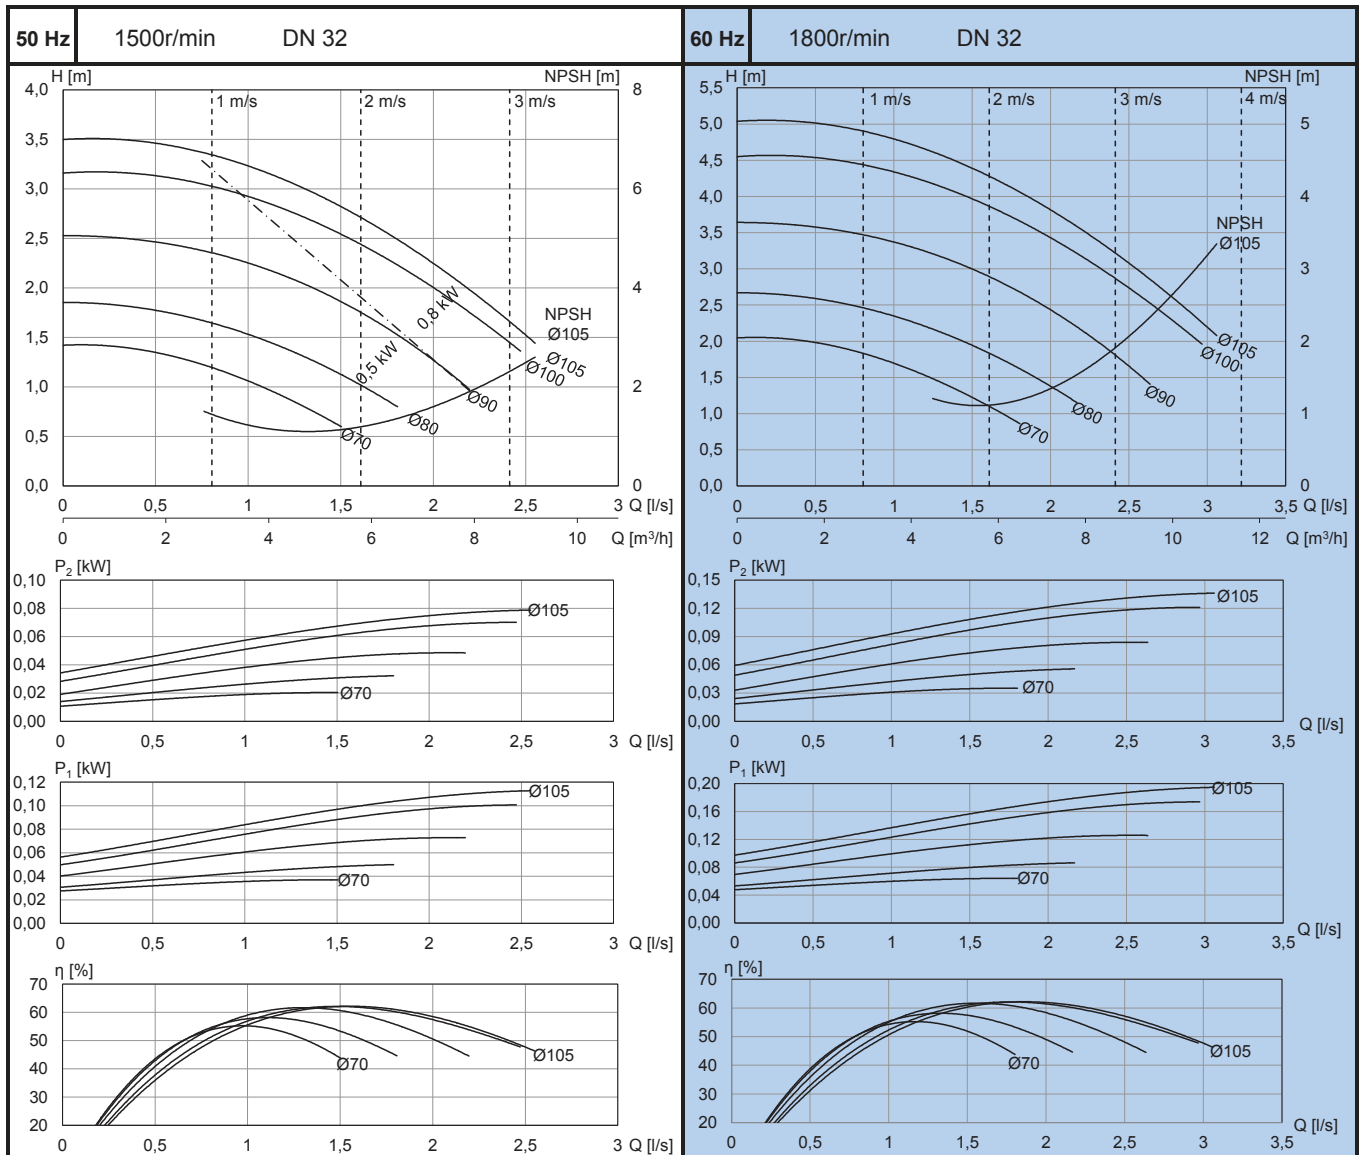 50 Hz 1500r/min DN 32
H [m] NPSH [m]
4,0 1 m/s 2 m/s 3 m/s 8
3,5
3,0 6
2,5
2,0 4
0,8 kW
NPSH
Ø105
1,5
0,5 kW
Ø105
Ø100
1,0 2
Ø90
Ø80
Ø70
0,5
0,0 0
0 0,5 1 1,5 2 2,5 3 Q [l/s]
0 2 4 6 8 10 Q [m³/h]
P₂ [kW]
0,10
0,08 Ø105
0,06
0,04
0,02 Ø70
0,00
0 0,5 1 1,5 2 2,5 3 Q [l/s]
P₁ [kW]
0,12
Ø105
0,10
0,08
0,06
0,04 Ø70
0,02
0,00
0 0,5 1 1,5 2 2,5 3 Q [l/s]
η [%]
70
60
50
Ø105
40 Ø70
30
20
0 0,5 1 1,5 2 2,5 3 Q [l/s]
60 Hz 1800r/min DN 32
H [m] NPSH [m]
5,5 1 m/s 2 m/s 3 m/s 4 m/s
5,0 5
4,5
4,0 4
NPSH
3,5 Ø105
3,0 3
2,5
2,0 2
Ø105
Ø100
1,5
Ø90
Ø80
1,0 1
Ø70
0,5
0,0 0
0 0,5 1 1,5 2 2,5 3 3,5 Q [l/s]
0 2 4 6 8 10 12 Q [m³/h]
P₂ [kW]
0,15
Ø105
0,12
0,09
0,06
0,03 Ø70
0,00
0 0,5 1 1,5 2 2,5 3 3,5 Q [l/s]
P₁ [kW]
0,20 Ø105
0,16
0,12
0,08
Ø70
0,04
0,00
0 0,5 1 1,5 2 2,5 3 3,5 Q [l/s]
η [%]
70
60
50
Ø105
40 Ø70
30
20
0 0,5 1 1,5 2 2,5 3 3,5 Q [l/s]